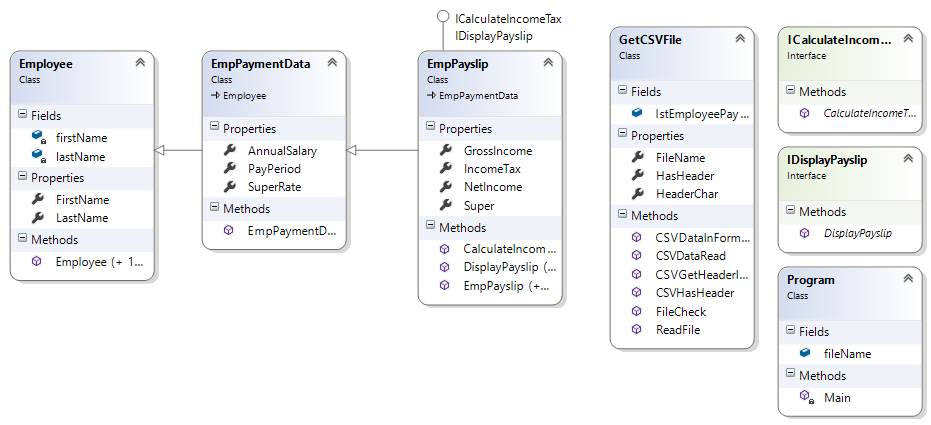 ICalculateIncomeTax
IDisplayPayslip
Employee
Class
Fields
firstName
lastName
Properties
FirstName
LastName
Methods
Employee (+ 1...
EmpPaymentData
Class
Employee
Properties
AnnualSalary
PayPeriod
SuperRate
Methods
EmpPaymentD...
EmpPayslip
Class
EmpPaymentData
Properties
GrossIncome
IncomeTax
NetIncome
Super
Methods
CalculateIncom...
DisplayPayslip (...
EmpPayslip (+...
GetCSVFile
Class
Fields
lstEmployeePay...
Properties
FileName
HasHeader
HeaderChar
Methods
CSVDataInForm...
CSVDataRead
CSVGetHeaderI...
CSVHasHeader
FileCheck
ReadFile
ICalculateIncom...
Interface
Methods
CalculateIncomeT...
IDisplayPayslip
Interface
Methods
DisplayPayslip
Program
Class
Fields
fileName
Methods
Main